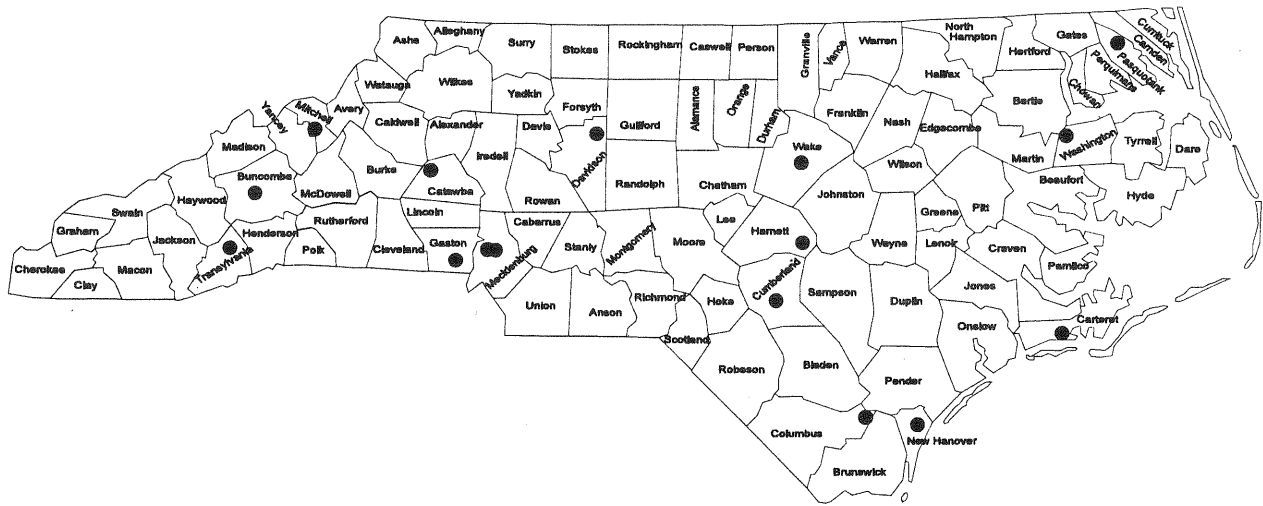 Ashe
Alleghany
Surry
Stokes
Rockingham
Caswell
Person
Granville
Vance
Warren
North
Hampton
Hertford
Gates
Currituck
Camden
Pasquotank
Perquimans
Chowan
Watauga
Wilkes
Yadkin
Forsyth
Guilford
Alamance
Orange
Durham
Franklin
Halifax
Bertie
Mitchell
Avery
Yancey
Caldwell
Alexander
Iredell
Davie
Davidson
Wake
Nash
Edgecombe
Martin
Washington
Tyrrell
Dare
Madison
Buncombe
McDowell
Burke
Catawba
Rowan
Randolph
Chatham
Johnston
Wilson
Beaufort
Hyde
Swain
Haywood
Graham
Jackson
Henderson
Rutherford
Polk
Cleveland
Lincoln
Gaston
Cabarrus
Stanly
Montgomery
Moore
Lee
Harnett
Wayne
Greene
Pitt
Lenoir
Craven
Pamlico
Cherokee
Clay
Macon
Transylvania
Mecklenburg
Union
Anson
Richmond
Hoke
Scotland
Cumberland
Sampson
Duplin
Jones
Onslow
Carteret
Robeson
Bladen
Pender
Columbus
New Hanover
Brunswick